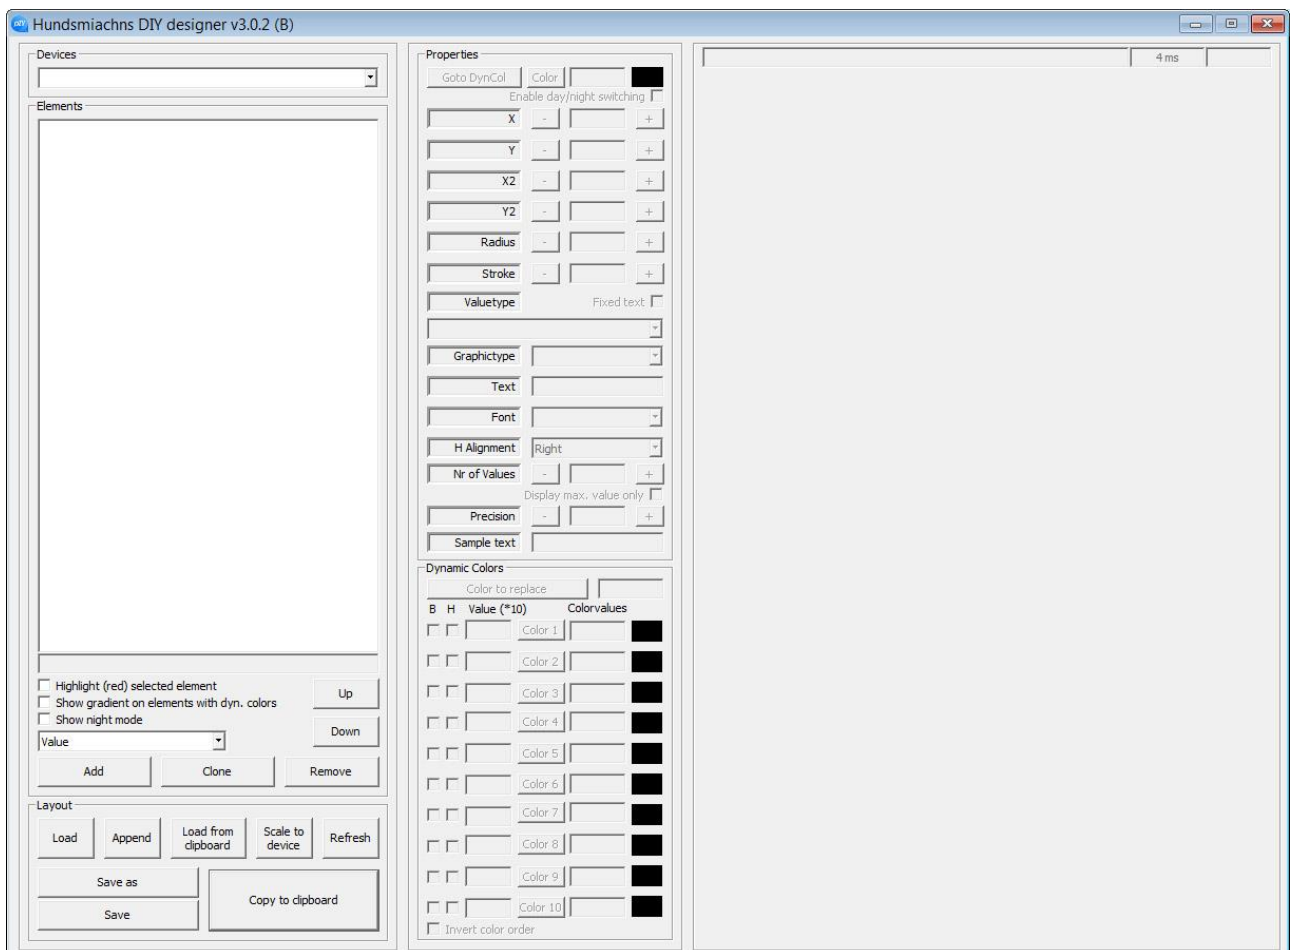 DIY Hundsmiachns DIY designer v3.0.2 (B)
Devices
Elements
Highlight (red) selected element
Show gradient on elements with dyn. colors
Show night mode
Up
Down
Value
Add Clone Remove
Layout
Load Append Load from clipboard Scale to device Refresh
Save as
Save
Copy to clipboard
Properties
Goto DynCol Color
Enable day/night switching
X - +
Y - +
X2 - +
Y2 - +
Radius - +
Stroke - +
Valuetype Fixed text
Graphictype
Text
Font
H Alignment Right
Nr of Values - +
Display max. value only
Precision - +
Sample text
Dynamic Colors
Color to replace
B H Value (*10) Colorvalues
Color 1
Color 2
Color 3
Color 4
Color 5
Color 6
Color 7
Color 8
Color 9
Color 10
Invert color order
4 ms